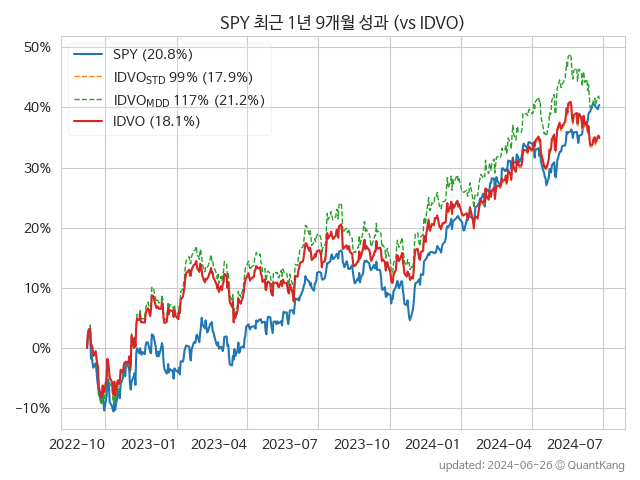 SPY 최근 1년 9개월 성과 (vs IDVO)
50%
40%
30%
20%
10%
0%
−10%
SPY (20.8%)
IDVO_STD 99% (17.9%)
IDVO_MDD 117% (21.2%)
IDVO (18.1%)
2022-10 2023-01 2023-04 2023-07 2023-10 2024-01 2024-04 2024-07
updated: 2024-06-26 © QuantKang